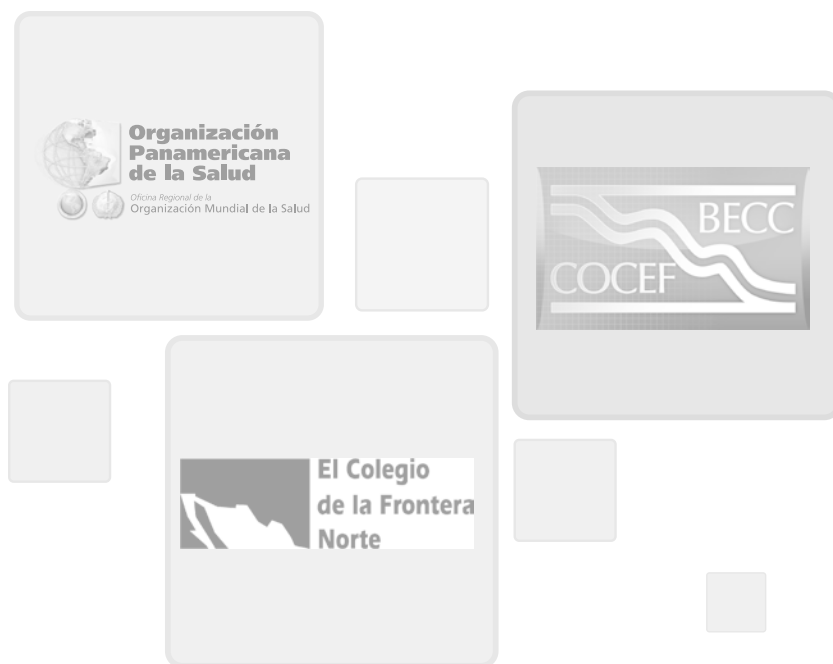 Organización
Panamericana
de la Salud
Oficina Regional de la
Organización Mundial de la Salud
BECC
COCEF
El Colegio
de la Frontera
Norte